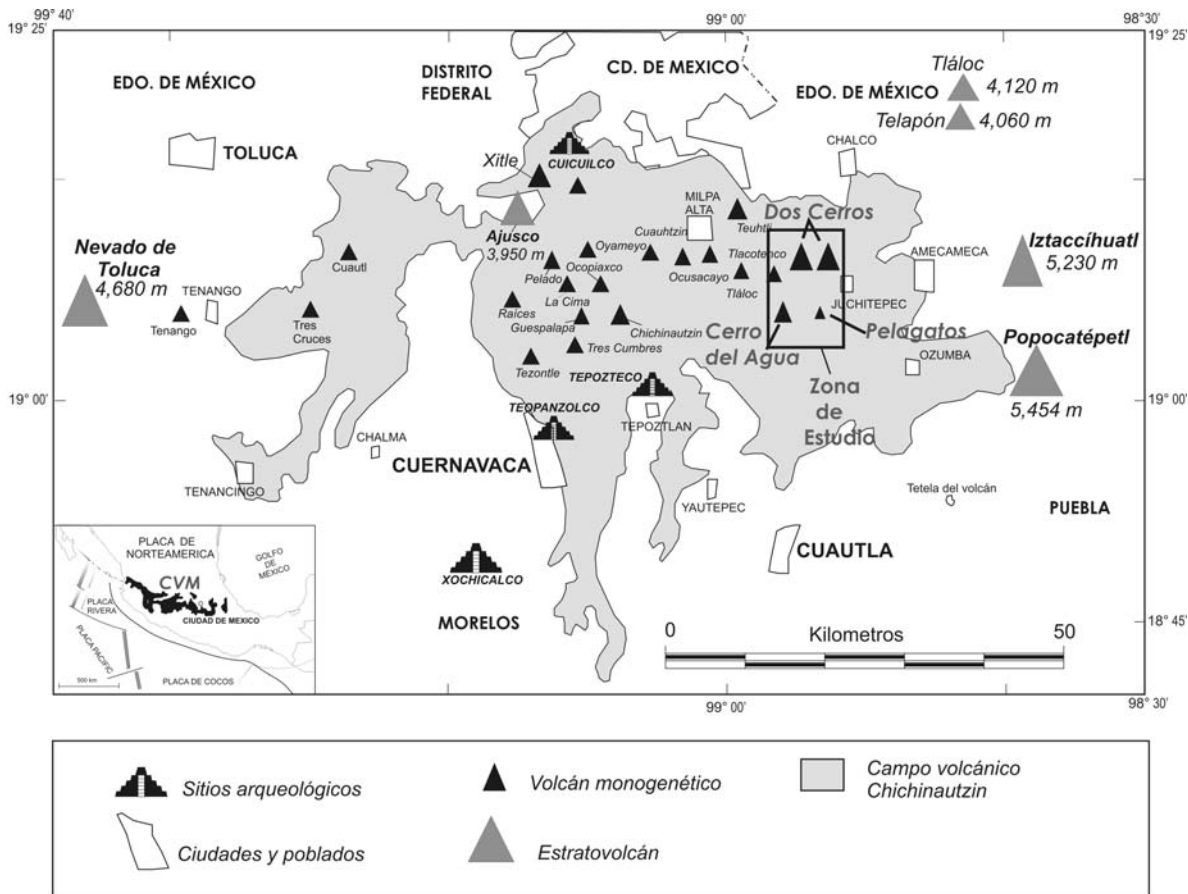 99° 40'
99° 00'
98° 30'
19° 25'
19° 25'
EDO. DE MÉXICO
DISTRITO
FEDERAL
CD. DE MEXICO
EDO. DE MÉXICO
Tláloc
4,120 m
Telapón
4,060 m
TOLUCA
Xitle
CUICUILCO
CHALCO
MILPA
ALTA
Teuhtli
Dos Cerros
Nevado de
Toluca
4,680 m
Cuautl
Ajusco
3,950 m
Oyameyo
Cuauhtzin
Tlacotenco
AMECAMECA
Iztaccíhuatl
5,230 m
Pelado
Ocopiaxco
Ocusacayo
Tláloc
TENANGO
Tenango
Tres
Cruces
Raíces
La Cima
Guespalapa
Chichinautzin
JUCHITEPEC
Cerro
del Agua
Pelagatos
Popocatépetl
5,454 m
Tezontle
Tres Cumbres
TEPOZTECO
OZUMBA
19° 00'
19° 00'
TEOPANZOLCO
TEPOZTLAN
Zona
de
Estudio
CHALMA
CUERNAVACA
TENANCINGO
YAUTEPEC
Tetela del volcán
PUEBLA
CUAUTLA
XOCHICALCO
MORELOS
PLACA DE
NORTEAMERICA
GOLFO
DE
MÉXICO
CVM
PLACA
RIVERA
CIUDAD DE MEXICO
PLACA PACIFIC
PLACA DE COCOS
500 km
0
Kilometros
50
18° 45'
99° 00'
98° 30'
Sitios arqueológicos
Volcán monogenético
Campo volcánico
Chichinautzin
Ciudades y poblados
Estratovolcán